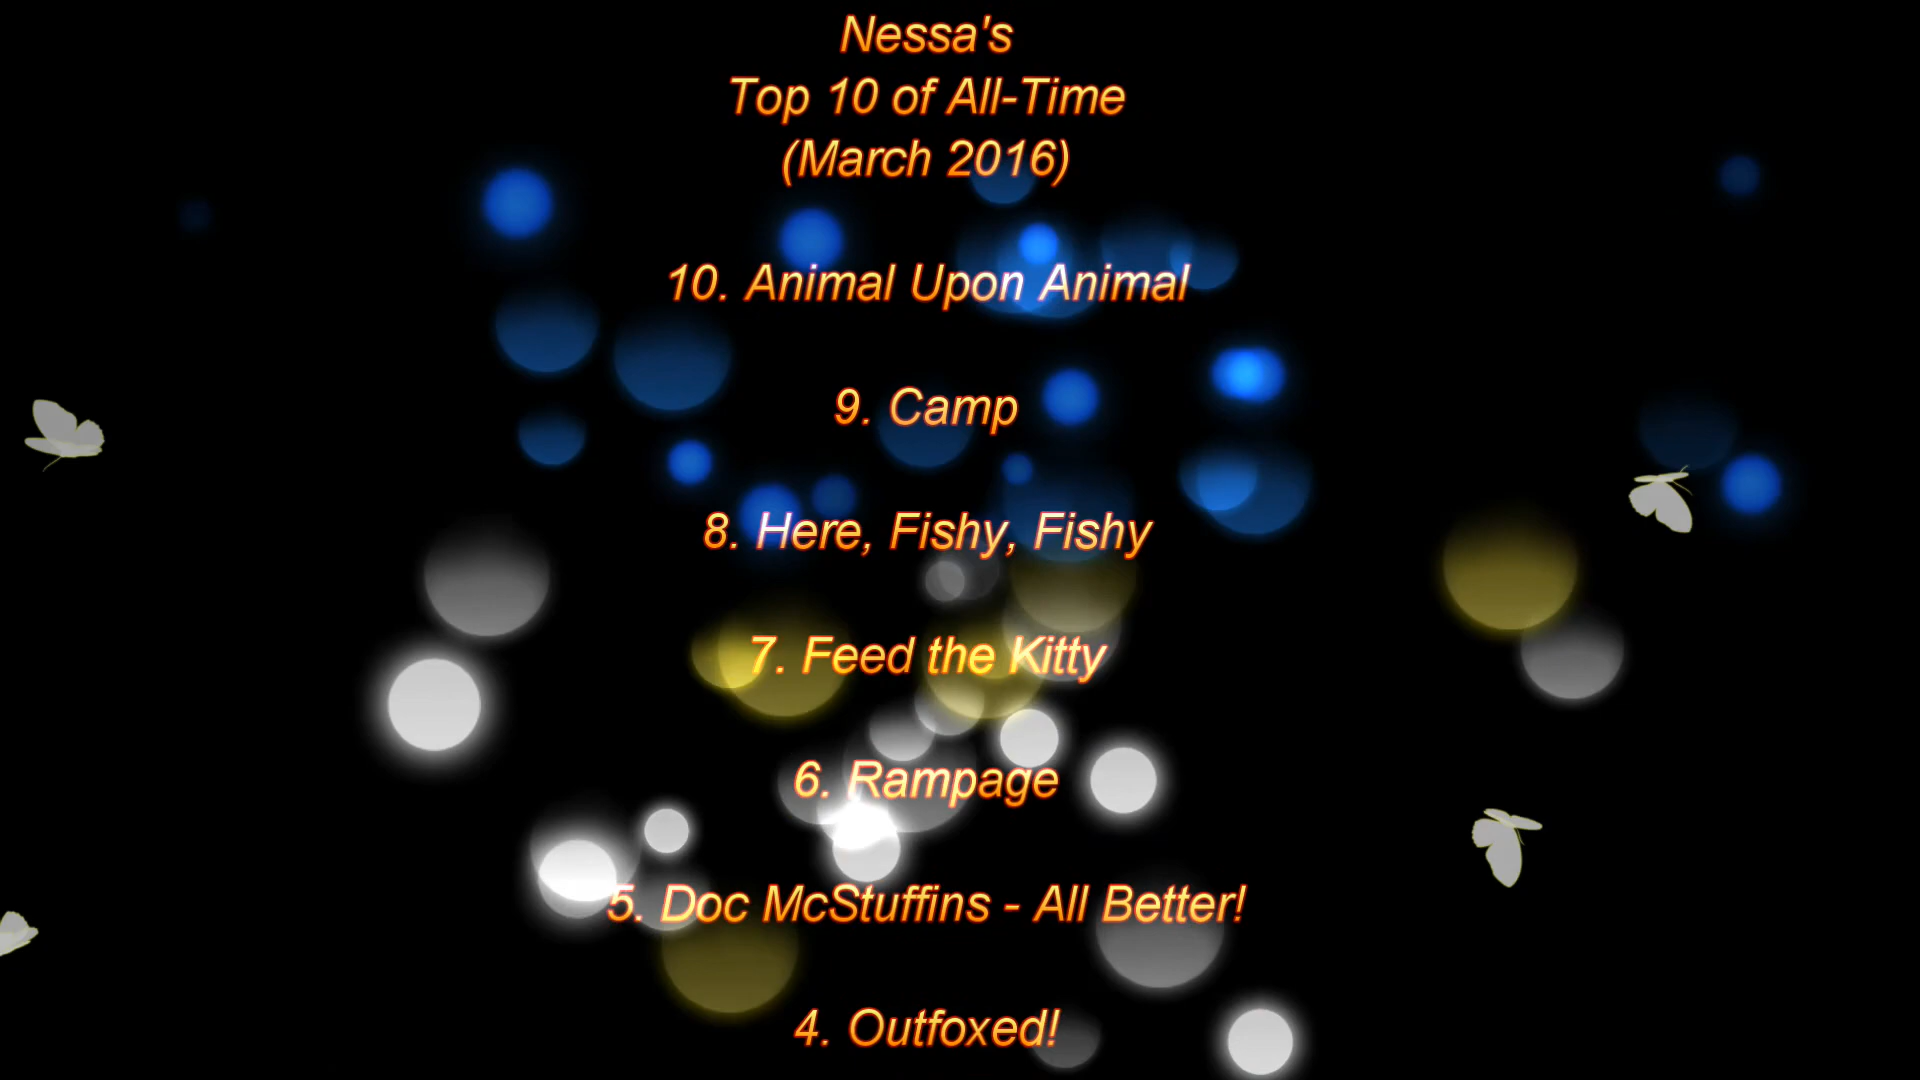 Nessa's
Top 10 of All-Time
(March 2016)
10. Animal Upon Animal
9. Camp
8. Here, Fishy, Fishy
7. Feed the Kitty
6. Rampage
5. Doc McStuffins - All Better!
4. Outfoxed!